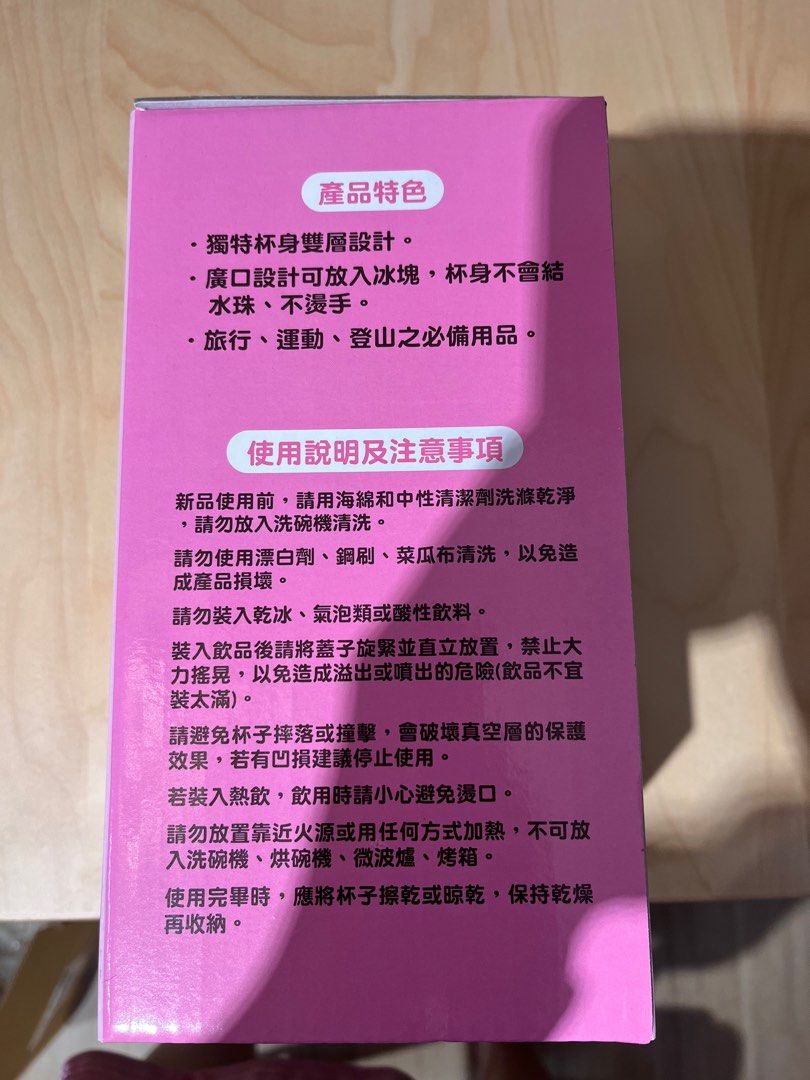 產品特色
・獨特杯身雙層設計。
・廣口設計可放入冰塊，杯身不會結
水珠、不燙手。
・旅行、運動、登山之必備用品。
使用說明及注意事項
新品使用前，請用海綿和中性清潔劑洗滌乾淨
，請勿放入洗碗機清洗。
請勿使用漂白劑、鋼刷、菜瓜布清洗，以免造
成產品損壞。
請勿裝入乾冰、氣泡類或酸性飲料。
裝入飲品後請將蓋子旋緊並直立放置，禁止大
力搖晃，以免造成溢出或噴出的危險(飲品不宜
裝太滿)。
請避免杯子摔落或撞擊，會破壞真空層的保護
效果，若有凹損建議停止使用。
若裝入熱飲，飲用時請小心避免燙口。
請勿放置靠近火源或用任何方式加熱，不可放
入洗碗機、烘碗機、微波爐、烤箱。
使用完畢時，應將杯子擦乾或晾乾，保持乾燥
再收納。